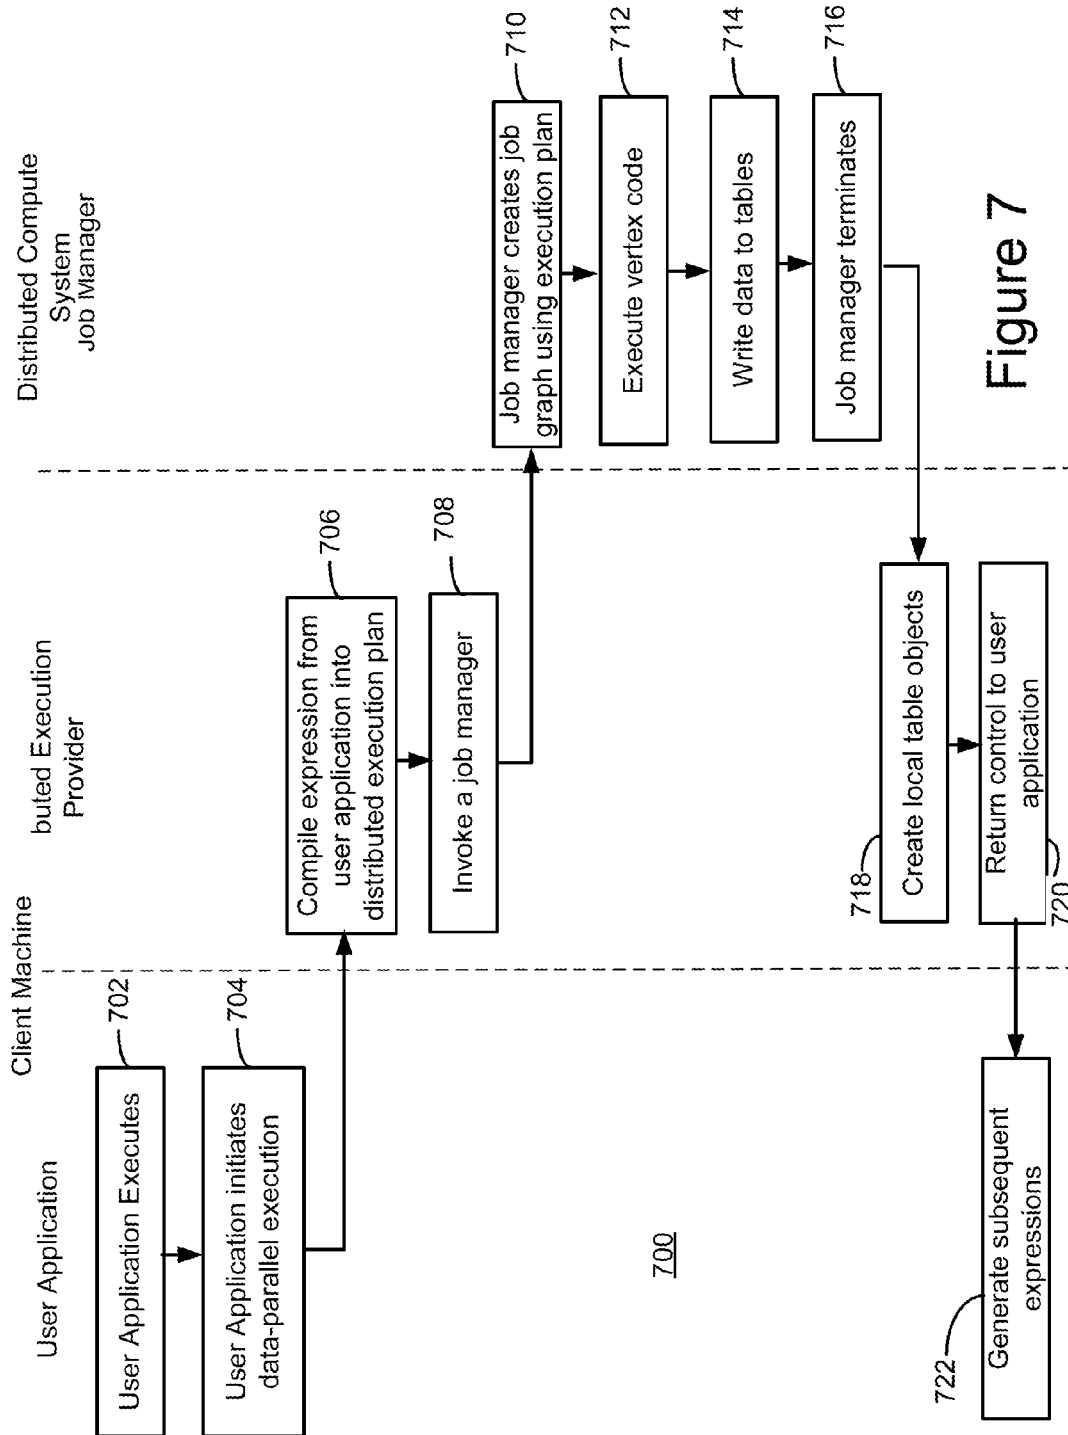 Client Machine
User Application
buted Execution
Provider
Distributed Compute
System
Job Manager
702
User Application Executes
704
User Application initiates
data-parallel execution
706
Compile expression from
user application into
distributed execution plan
708
Invoke a job manager
710
Job manager creates job
graph using execution plan
712
Execute vertex code
714
Write data to tables
716
Job manager terminates
718
Create local table objects
720
Return control to user
application
722
Generate subsequent
expressions
700
Figure 7